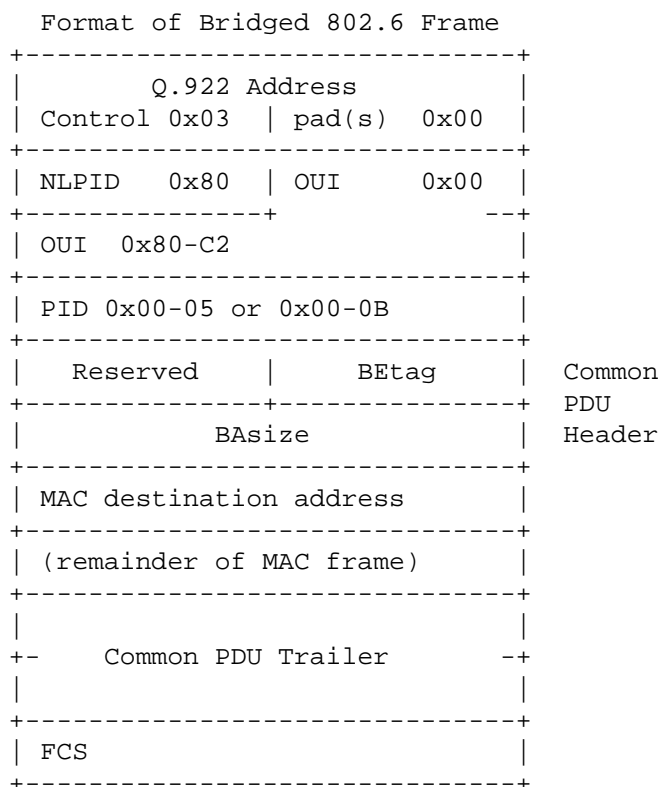 Format of Bridged 802.6 Frame
+-------------------------------+
|        Q.922 Address          |
| Control 0x03  | pad(s)  0x00  |
+-------------------------------+
| NLPID   0x80  | OUI     0x00  |
+---------------+             --+
| OUI  0x80-C2                  |
+-------------------------------+
| PID 0x00-05 or 0x00-0B        |
+-------------------------------+
|   Reserved    |     BEtag     |  Common
+---------------+---------------+  PDU
|            BAsize             |  Header
+-------------------------------+
| MAC destination address       |
+-------------------------------+
| (remainder of MAC frame)      |
+-------------------------------+
|                               |
+-    Common PDU Trailer       -+
|                               |
+-------------------------------+
| FCS                           |
+-------------------------------+